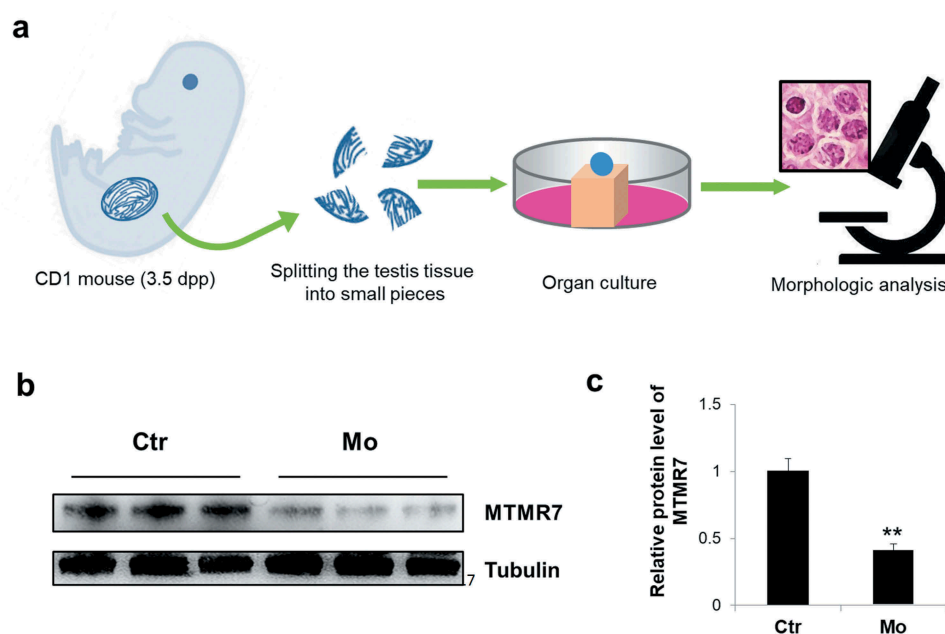 a
CD1 mouse (3.5 dpp)
Splitting the testis tissue
into small pieces
Organ culture
Morphologic analysis
b
Ctr
Mo
MTMR7
Tubulin
.7
c
Relative protein level of
MTMR7
1.5
1
0.5
0
**
Ctr
Mo